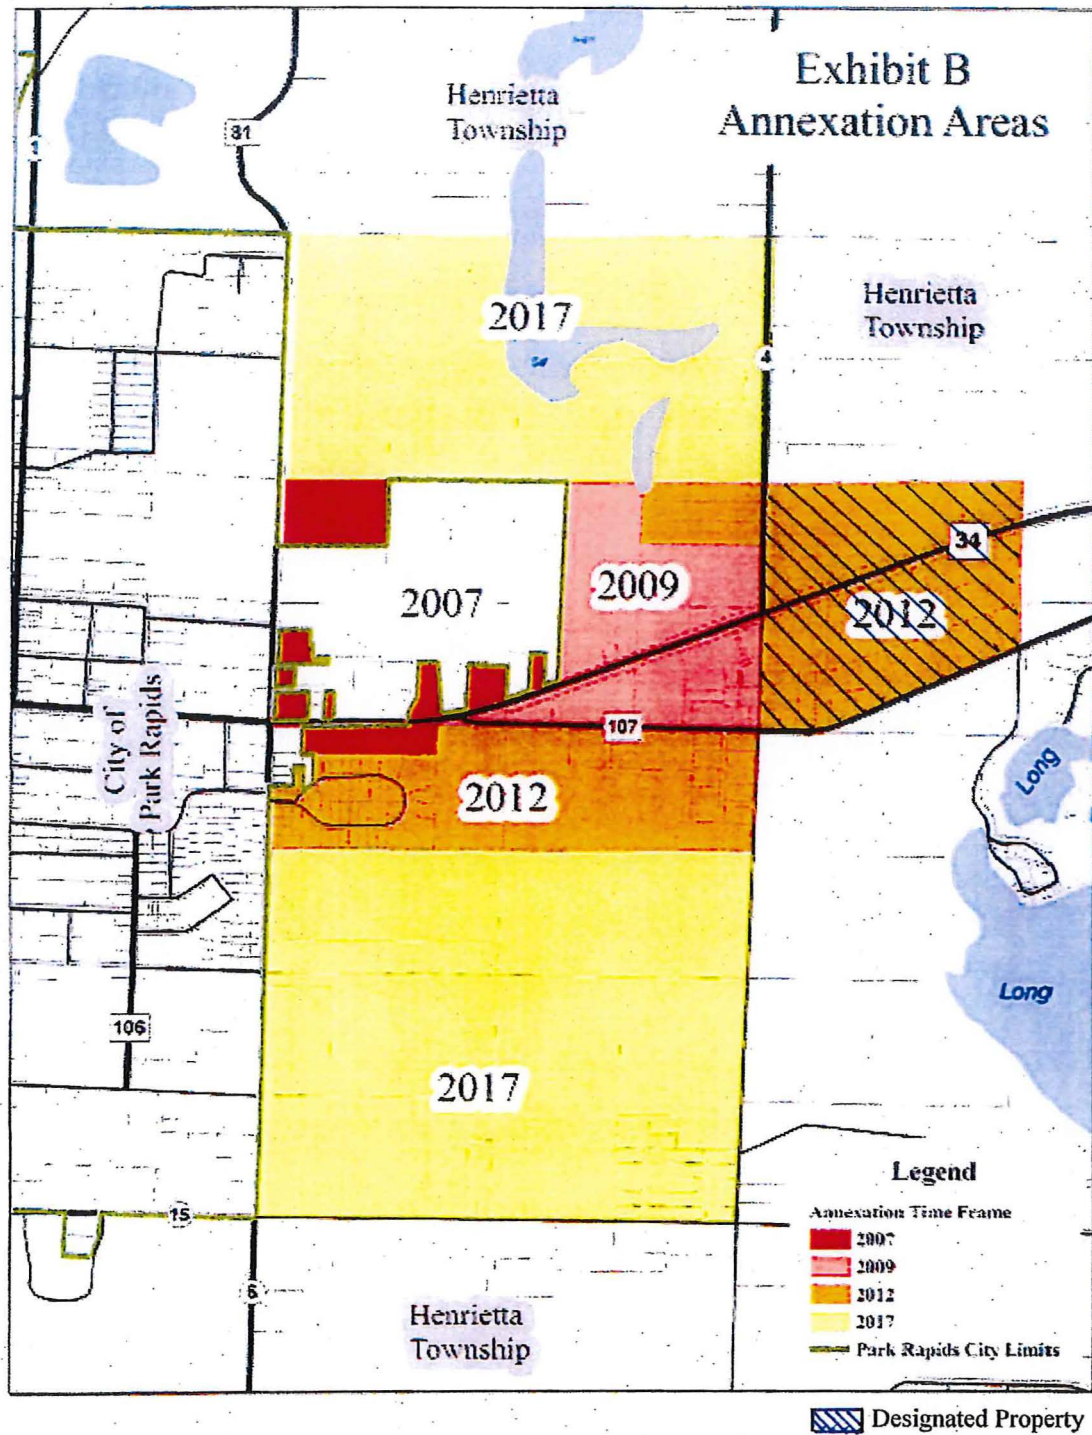 Exhibit B
Annexation Areas
Henrietta
Township
81
1
2017
Henrietta
Township
4
34
2009
2007
2012
City of
Park Rapids
107
2012
Long
Long
106
2017
Legend
Annexation Time Frame
2007
2009
2012
2017
Park Rapids City Limits
15
6
Henrietta
Township
Designated Property